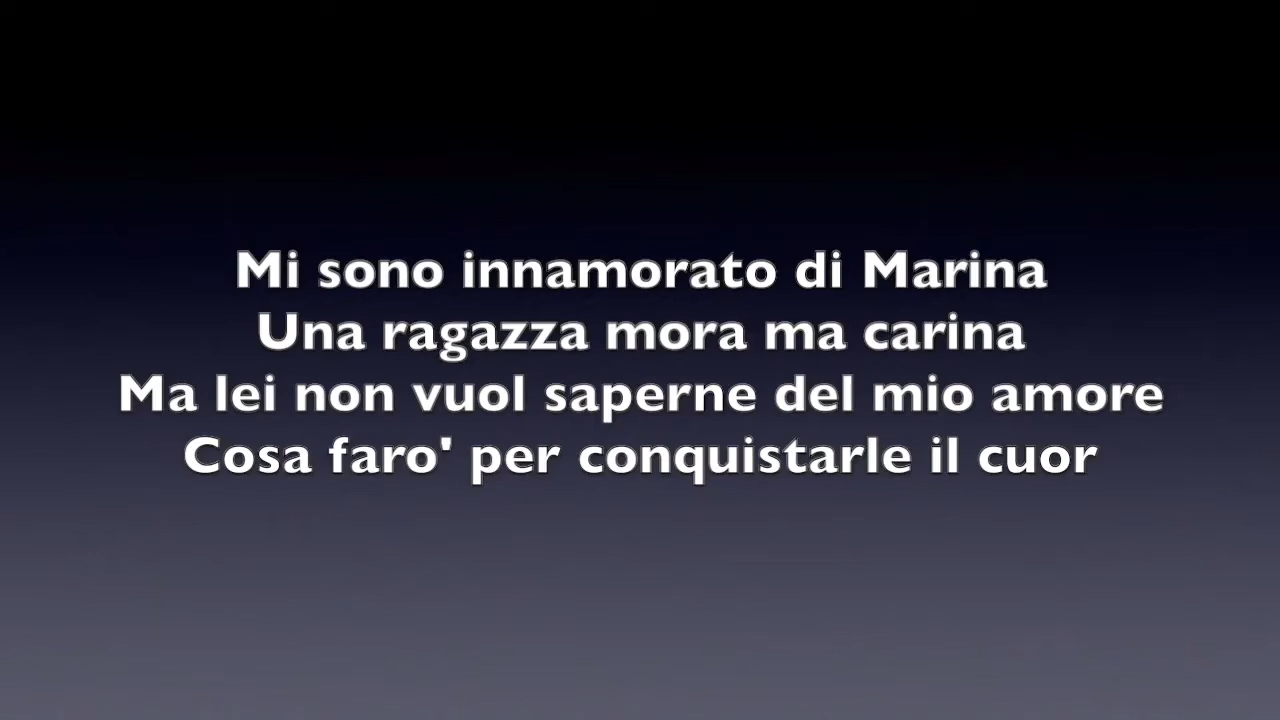 Mi sono innamorato di Marina
Una ragazza mora ma carina
Ma lei non vuol saperne del mio amore
Cosa faro' per conquistarle il cuor